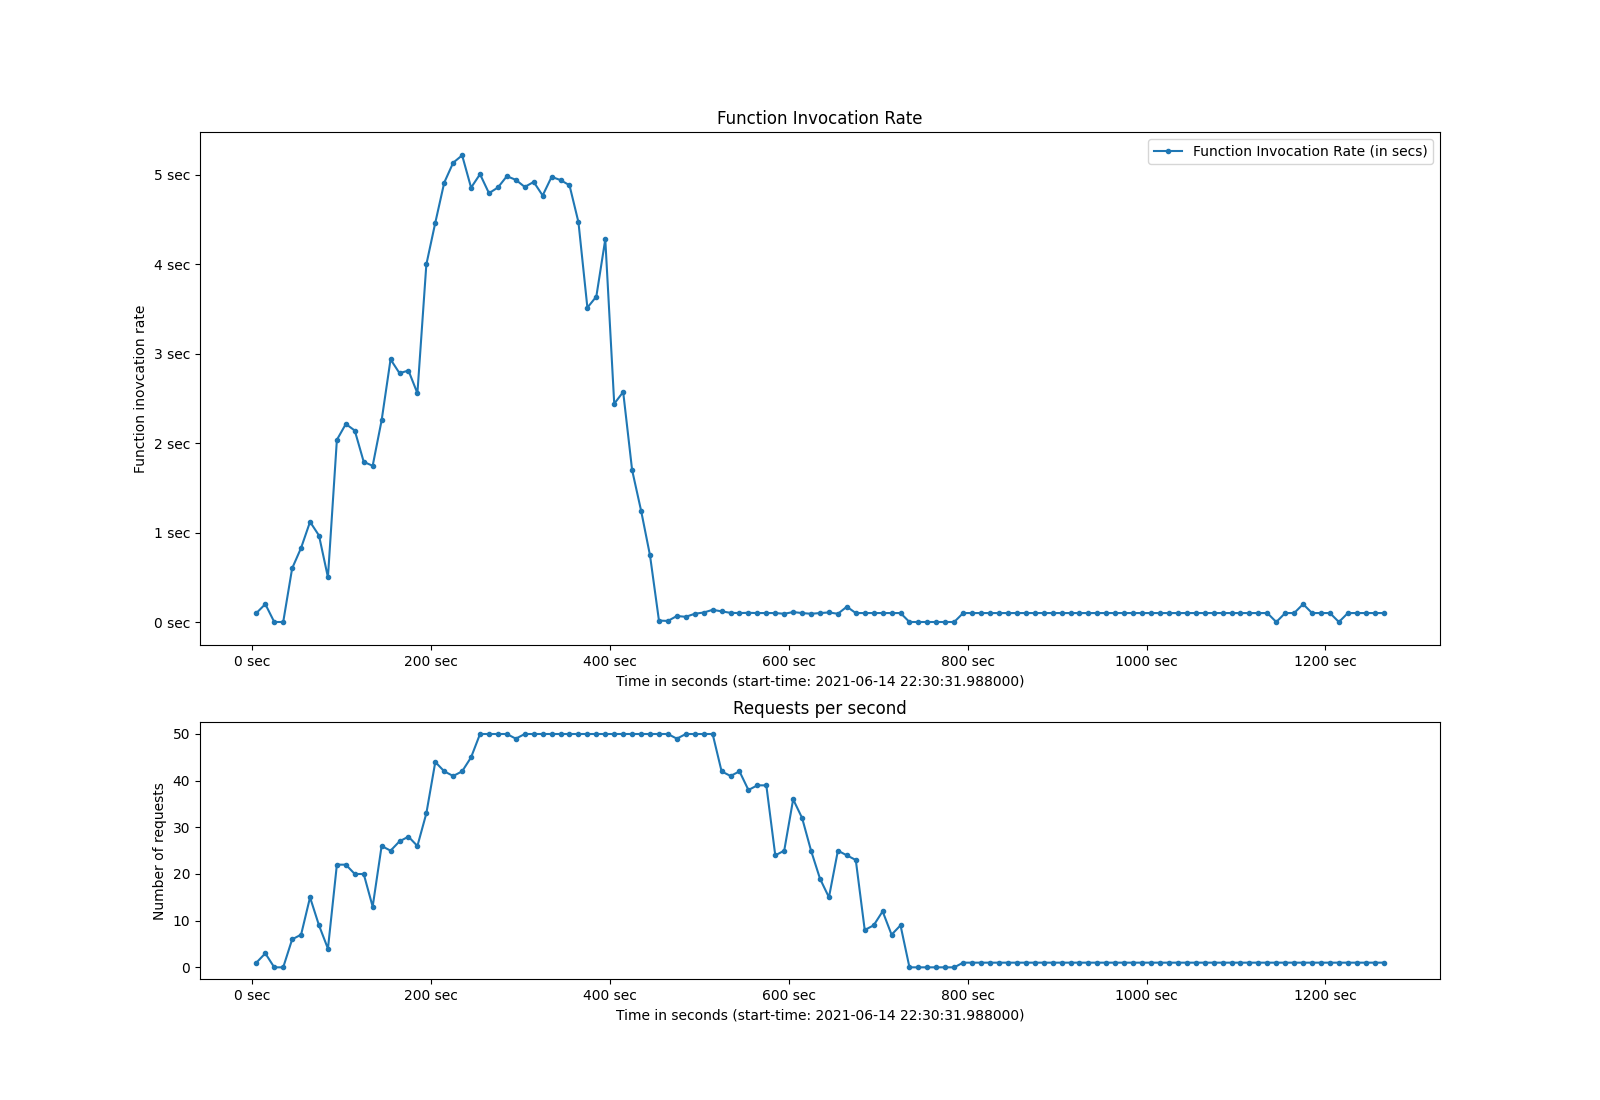 Function Invocation Rate
Function Invocation Rate (in secs)
Function inovcation rate
5 sec
4 sec
3 sec
2 sec
1 sec
0 sec
0 sec 200 sec 400 sec 600 sec 800 sec 1000 sec 1200 sec
Time in seconds (start-time: 2021-06-14 22:30:31.988000)
Requests per second
Number of requests
50
40
30
20
10
0
0 sec 200 sec 400 sec 600 sec 800 sec 1000 sec 1200 sec
Time in seconds (start-time: 2021-06-14 22:30:31.988000)